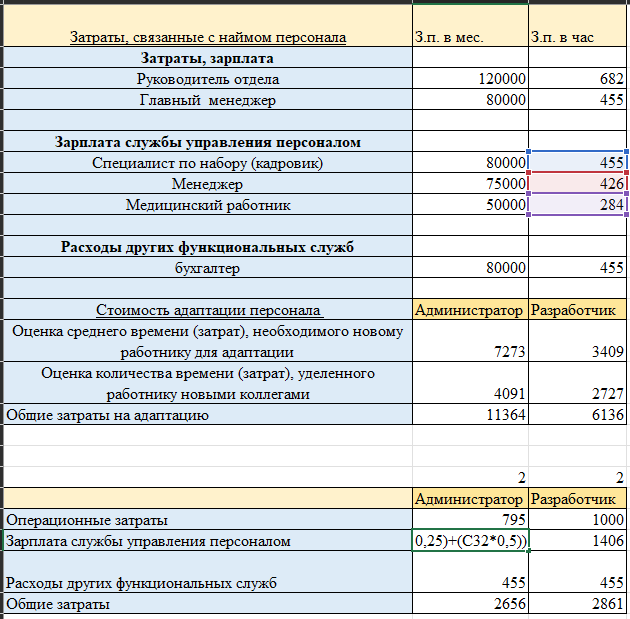 Затраты, связанные с наймом персонала З.п. в мес. З.п. в час
Затраты, зарплата
Руководитель отдела 120000 682
Главный менеджер 80000 455
Зарплата службы управления персоналом
Специалист по набору (кадровик) 80000 455
Менеджер 75000 426
Медицинский работник 50000 284
Расходы других функциональных служб
бухгалтер 80000 455
Стоимость адаптации персонала Администратор Разработчик
Оценка среднего времени (затрат), необходимого новому
работнику для адаптации 7273 3409
Оценка количества времени (затрат), уделенного
работнику новыми коллегами 4091 2727
Общие затраты на адаптацию 11364 6136
2 2
Администратор Разработчик
Операционные затраты 795 1000
Зарплата службы управления персоналом 0,25)+(C32*0,5)) 1406
Расходы других функциональных служб 455 455
Общие затраты 2656 2861